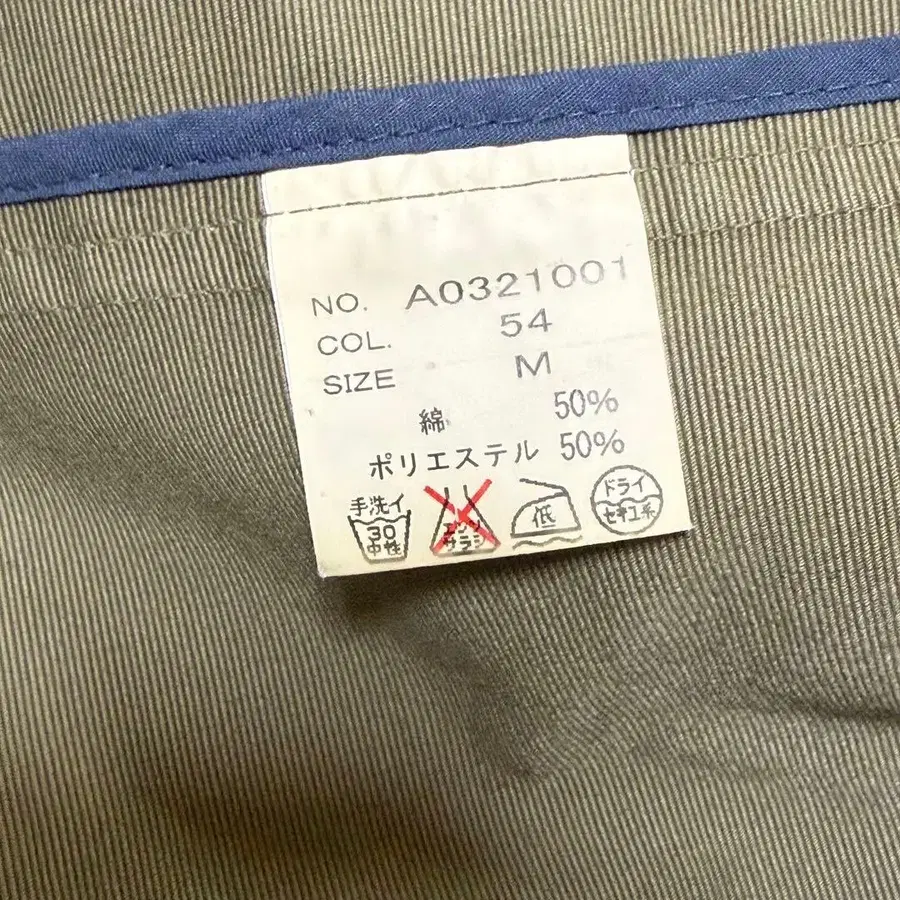 NO. A0321001
COL. 54
SIZE M
綿 50%
ポリエステル 50%
手洗イ
30
中性
エンソ
サラシ
低
ドライ
セキユ系